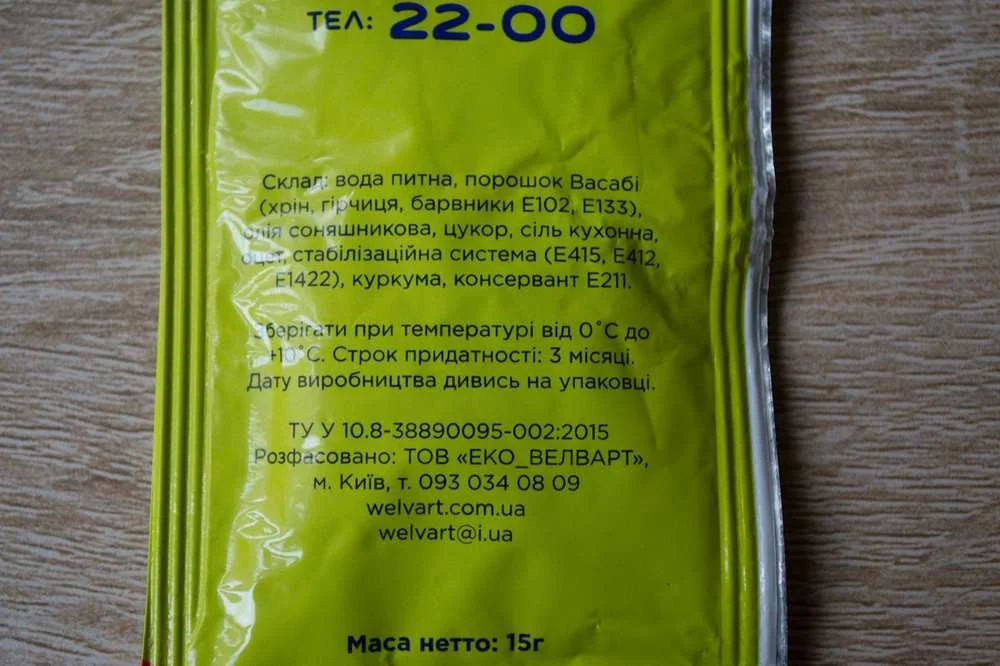 ТЕЛ: 22-00
Склад: вода питна, порошок Васабі
(хрін, гірчиця, барвники Е102, Е133),
олія соняшникова, цукор, сіль кухонна,
оцет, стабілізаційна система (Е415, Е412,
Е1422), куркума, консервант Е211.
Зберігати при температурі від 0°С до
+10°С. Строк придатності: 3 місяці.
Дату виробництва дивись на упаковці.
ТУ У 10.8-38890095-002:2015
Розфасовано: ТОВ «ЕКО_ВЕЛВАРТ»,
м. Київ, т. 093 034 08 09
welvart.com.ua
welvart@i.ua
Маса нетто: 15г